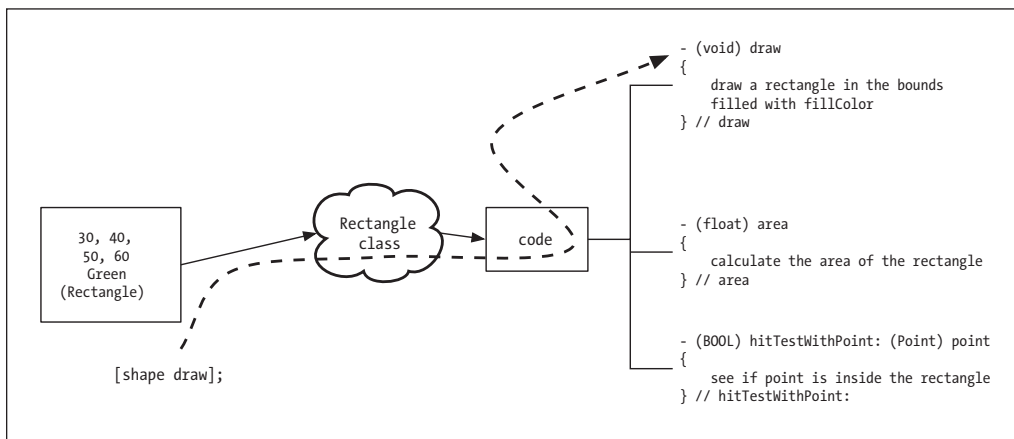 30, 40,
50, 60
Green
(Rectangle)
[shape draw];
Rectangle
class
code
- (void) draw
{
draw a rectangle in the bounds
filled with fillColor
} // draw
- (float) area
{
calculate the area of the rectangle
} // area
- (BOOL) hitTestWithPoint: (Point) point
{
see if point is inside the rectangle
} // hitTestWithPoint: